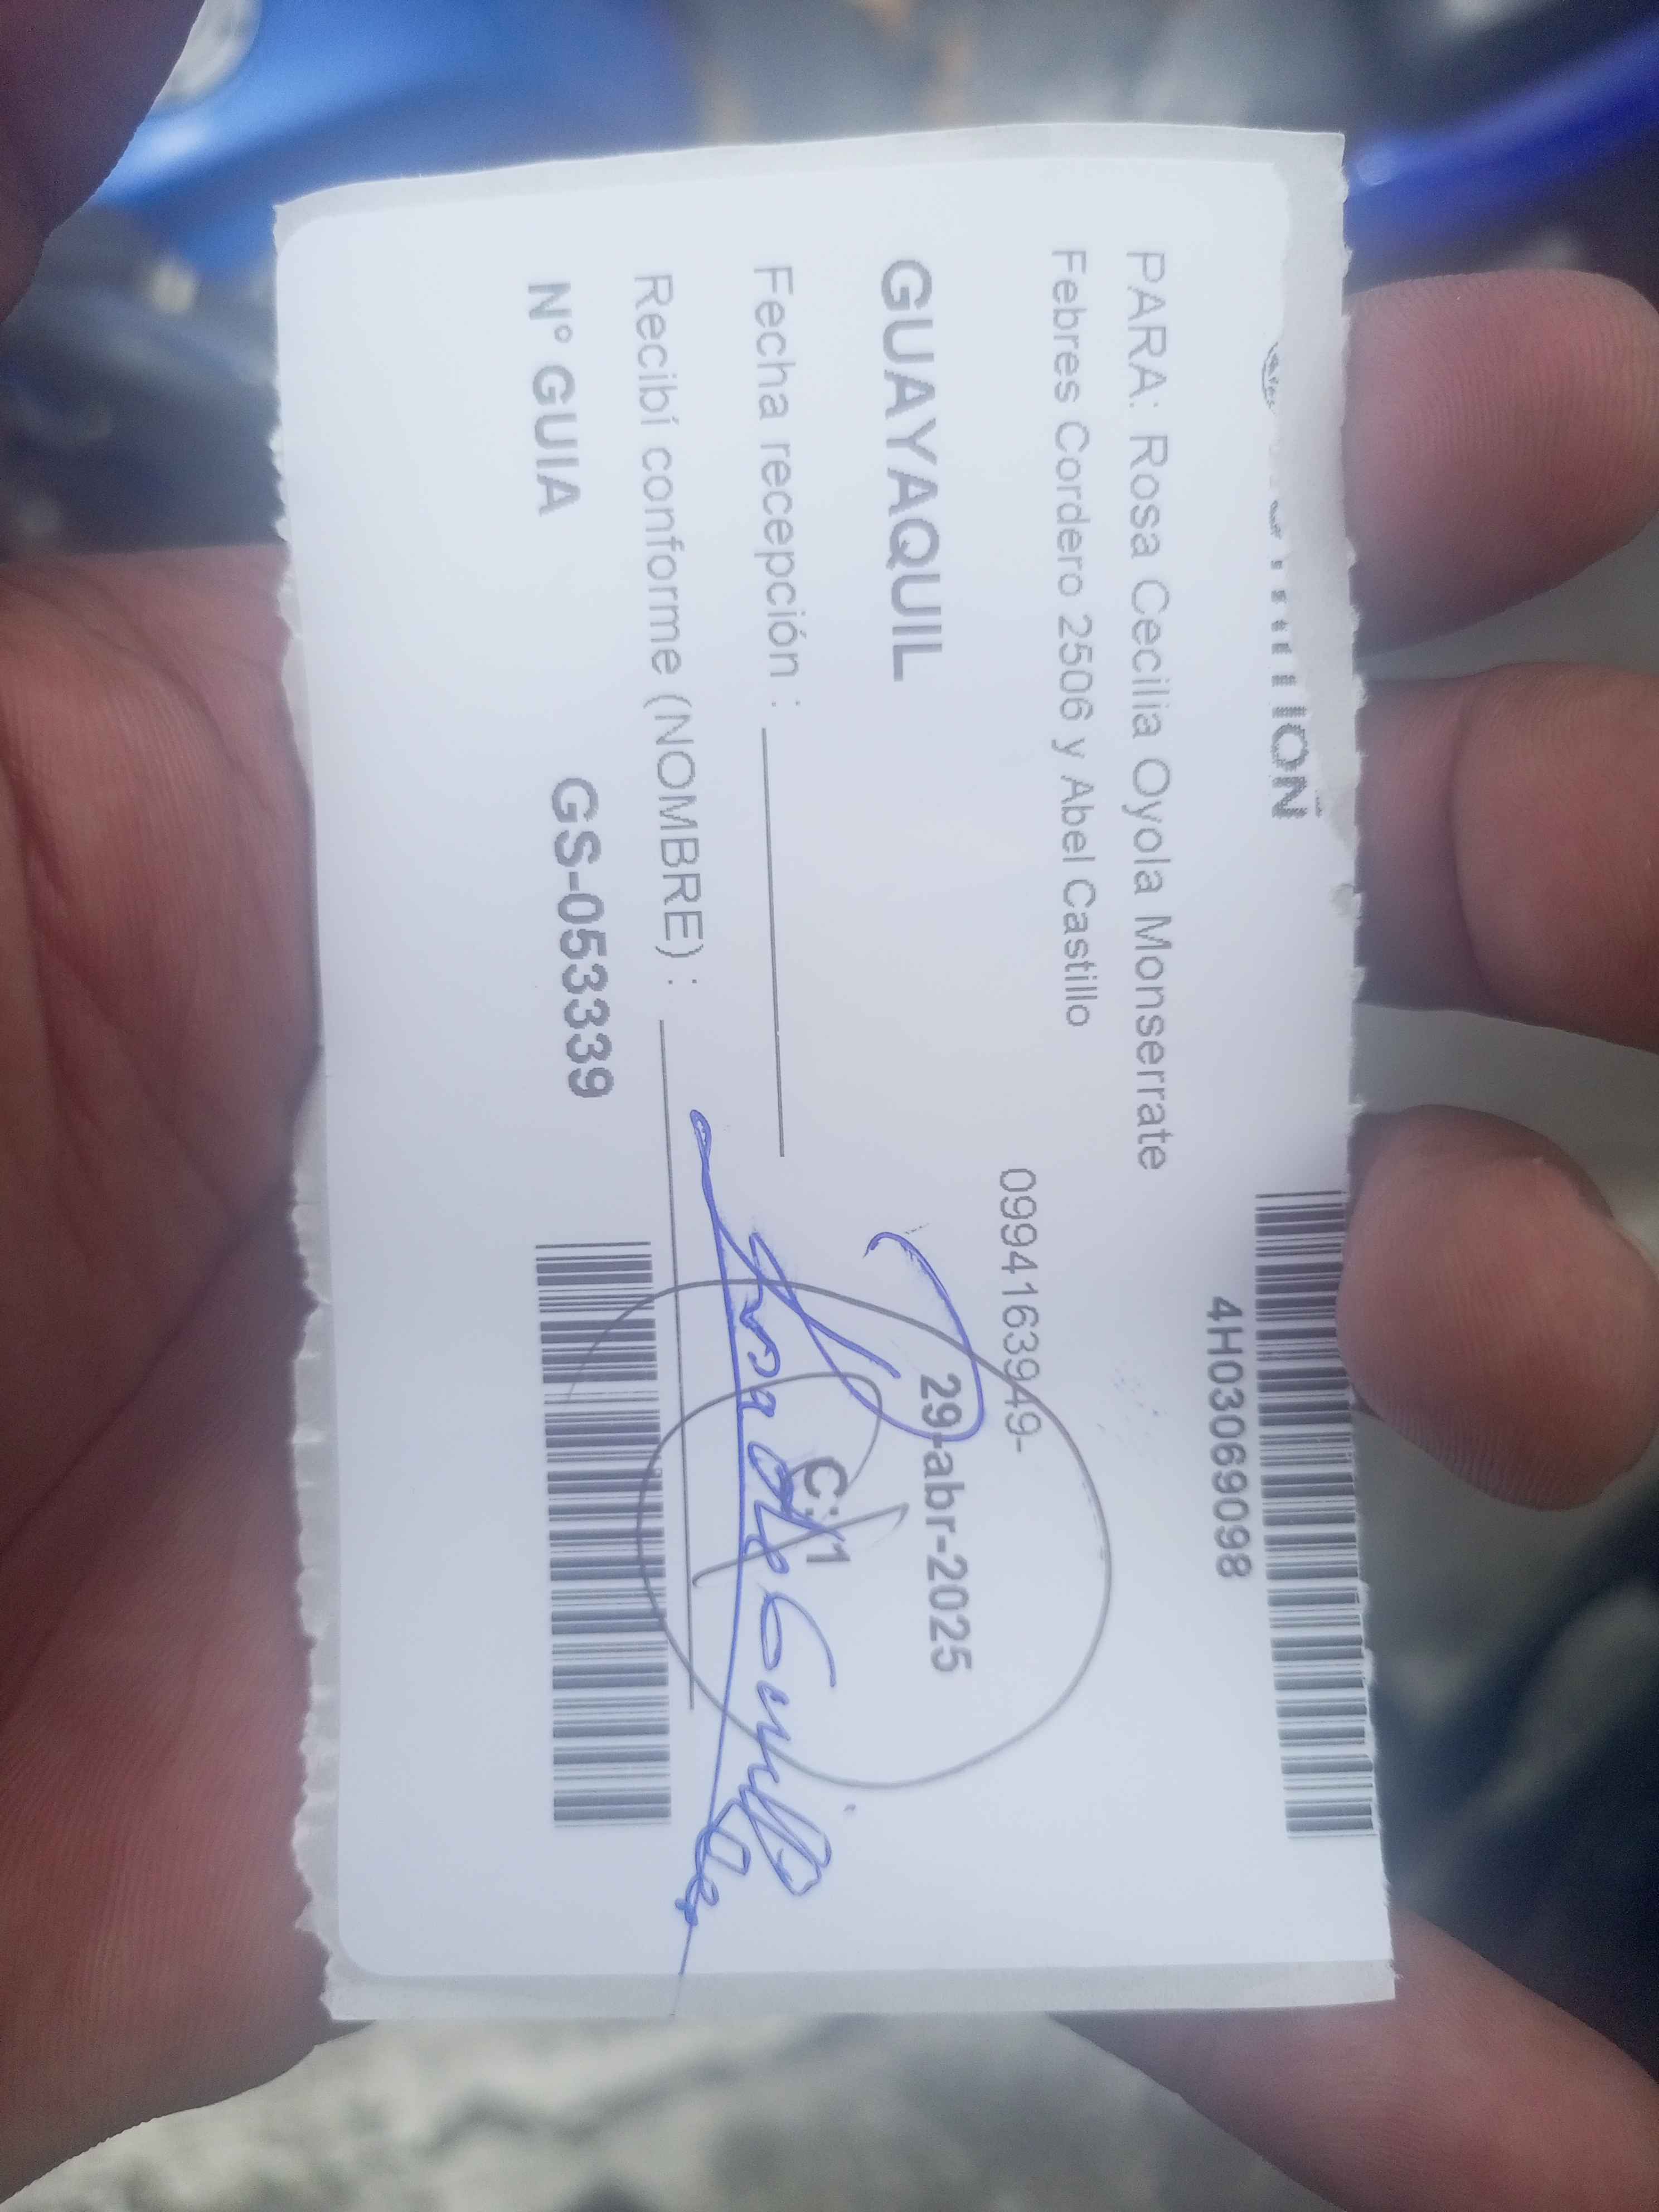 4H03069098
PARA: Rosa Cecilia Oyola Monserrate
Febres Cordero 2506 y Abel Castillo
0994163949-
GUAYAQUIL 29-abr-2025
Fecha recepción : C:/1
Recibí conforme (NOMBRE) :
N° GUIA GS-053339